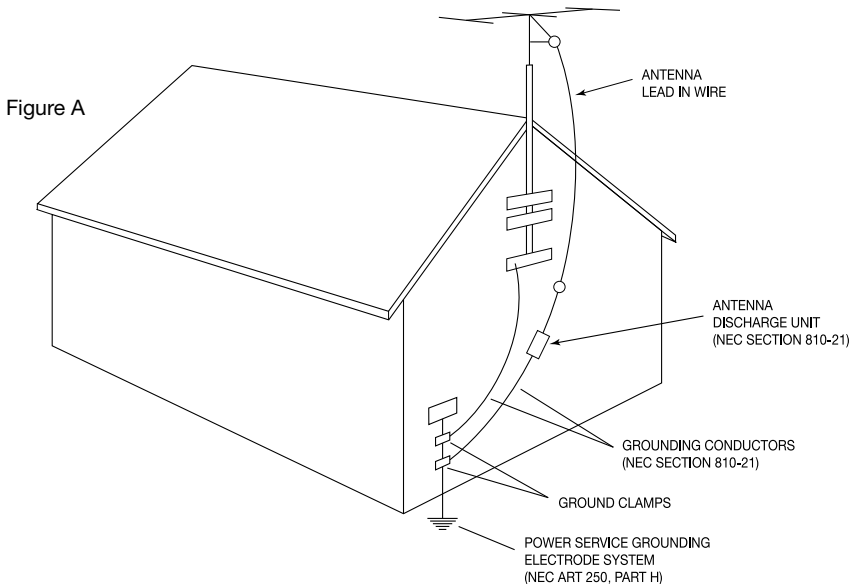 Figure A
ANTENNA
LEAD IN WIRE
ANTENNA
DISCHARGE UNIT
(NEC SECTION 810-21)
GROUNDING CONDUCTORS
(NEC SECTION 810-21)
GROUND CLAMPS
POWER SERVICE GROUNDING
ELECTRODE SYSTEM
(NEC ART 250, PART H)